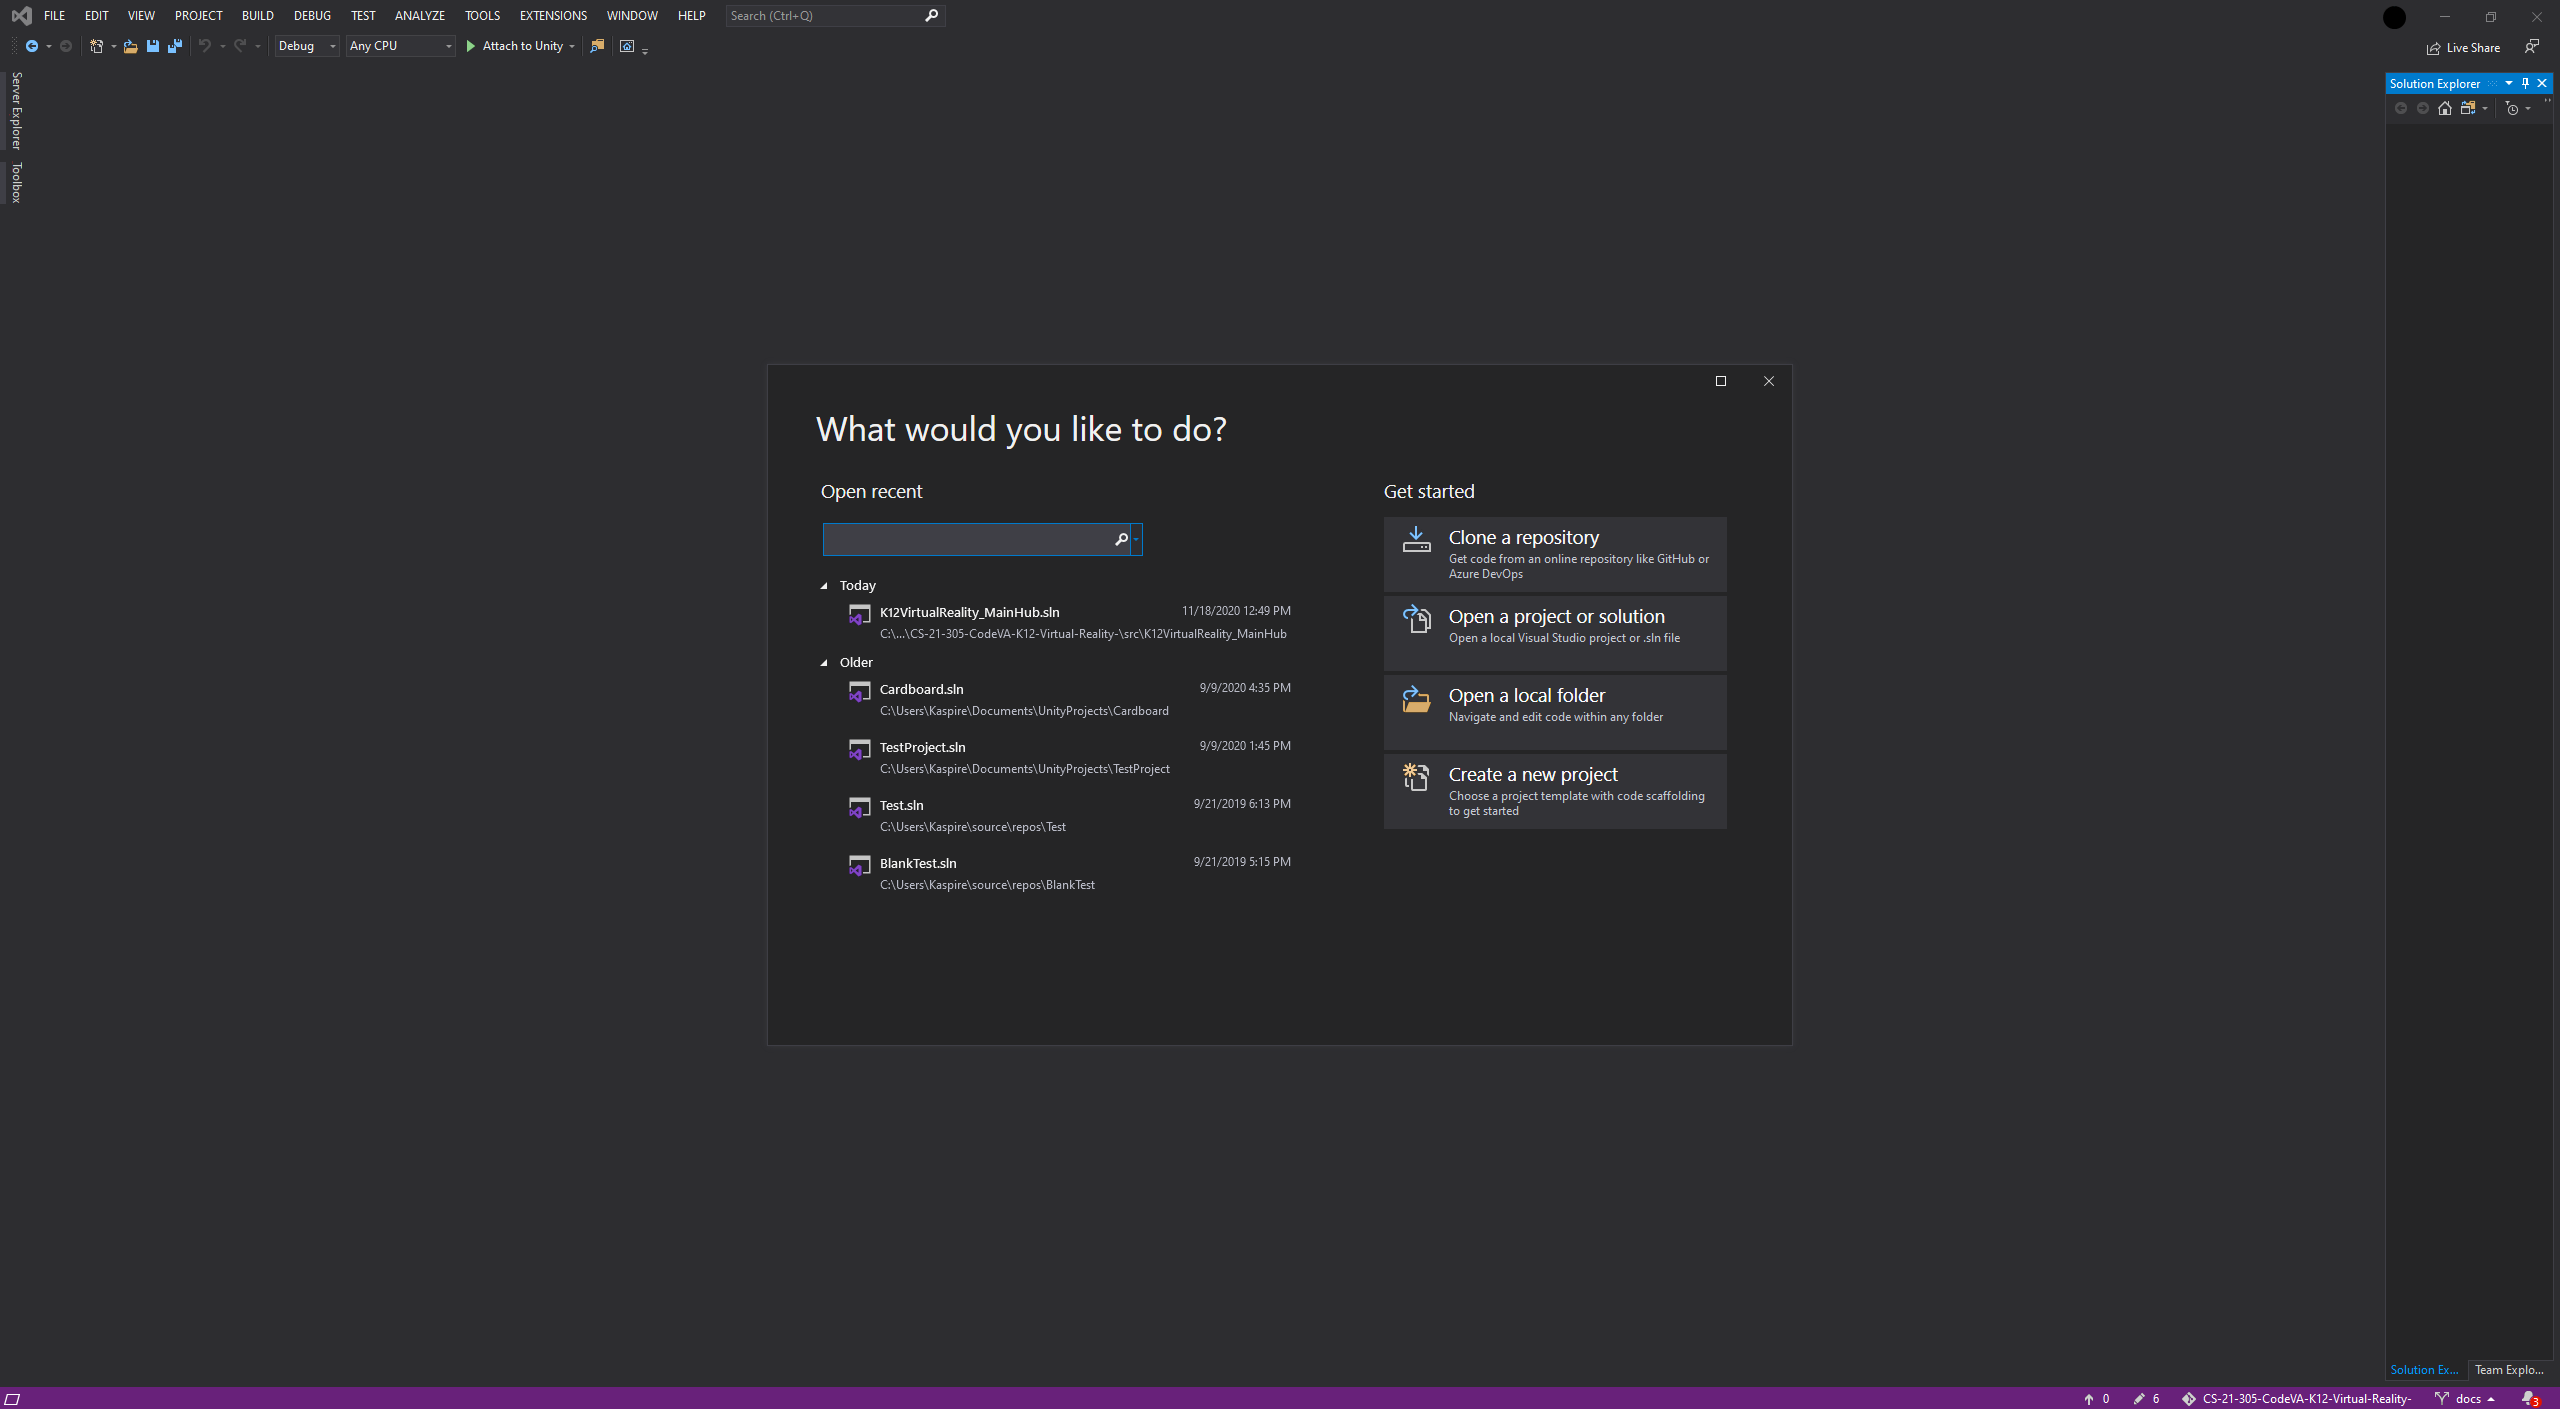 FILE EDIT VIEW PROJECT BUILD DEBUG TEST ANALYZE TOOLS EXTENSIONS WINDOW HELP Search (Ctrl+Q)
Debug Any CPU Attach to Unity Live Share
Server Explorer
Toolbox
Solution Explorer
What would you like to do?
Open recent
Today
K12VirtualReality_MainHub.sln 11/18/2020 12:49 PM
C:\...\CS-21-305-CodeVA-K12-Virtual-Reality-\src\K12VirtualReality_MainHub
Older
Cardboard.sln 9/9/2020 4:35 PM
C:\Users\Kaspire\Documents\UnityProjects\Cardboard
TestProject.sln 9/9/2020 1:45 PM
C:\Users\Kaspire\Documents\UnityProjects\TestProject
Test.sln 9/21/2019 6:13 PM
C:\Users\Kaspire\source\repos\Test
BlankTest.sln 9/21/2019 5:15 PM
C:\Users\Kaspire\source\repos\BlankTest
Get started
Clone a repository
Get code from an online repository like GitHub or
Azure DevOps
Open a project or solution
Open a local Visual Studio project or .sln file
Open a local folder
Navigate and edit code within any folder
Create a new project
Choose a project template with code scaffolding
to get started
Solution Ex... Team Explo...
0 6 CS-21-305-CodeVA-K12-Virtual-Reality- docs 3